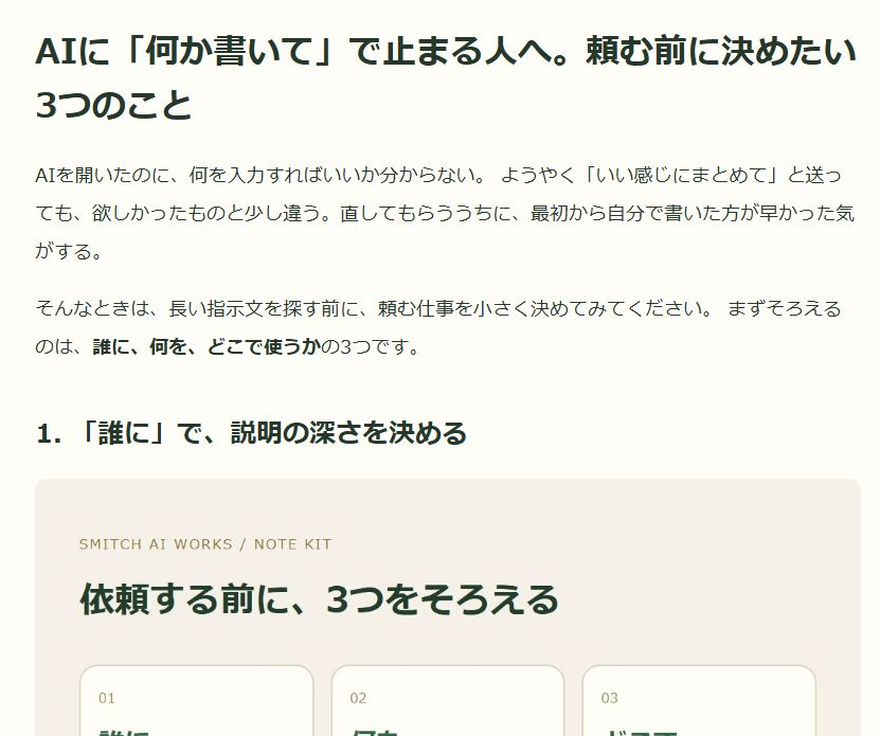 AIに「何か書いて」で止まる人へ。頼む前に決めたい
3つのこと
AIを開いたのに、何を入力すればいいか分からない。 ようやく「いい感じにまとめて」と送っ
ても、欲しかったものと少し違う。直してもらううちに、最初から自分で書いた方が早かった気
がする。
そんなときは、長い指示文を探す前に、頼む仕事を小さく決めてみてください。 まずそろえる
のは、誰に、何を、どこで使うかの3つです。
1. 「誰に」で、説明の深さを決める
SMITCH AI WORKS / NOTE KIT
依頼する前に、3つをそろえる
01
02
03
誰に
何を
どこで